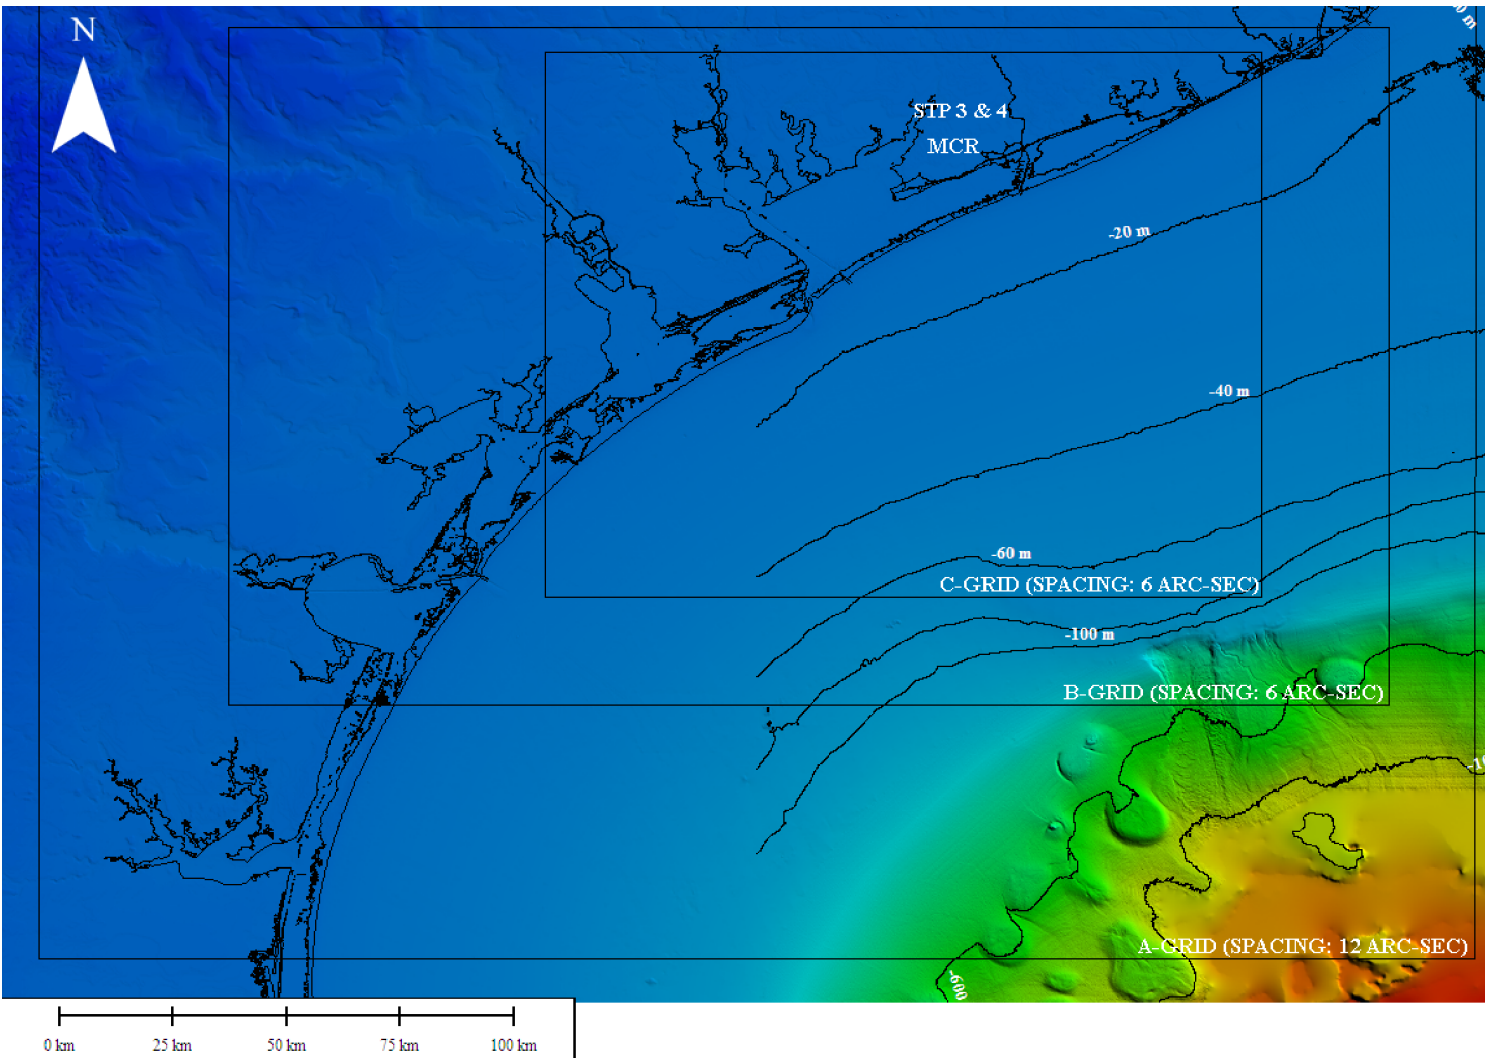 N
STP 3 & 4
MCR
-20 m
-40 m
-60 m
C-GRID (SPACING: 6 ARC-SEC)
-100 m
B-GRID (SPACING: 6 ARC-SEC)
A-GRID (SPACING: 12 ARC-SEC)
-600
0 km 25 km 50 km 75 km 100 km